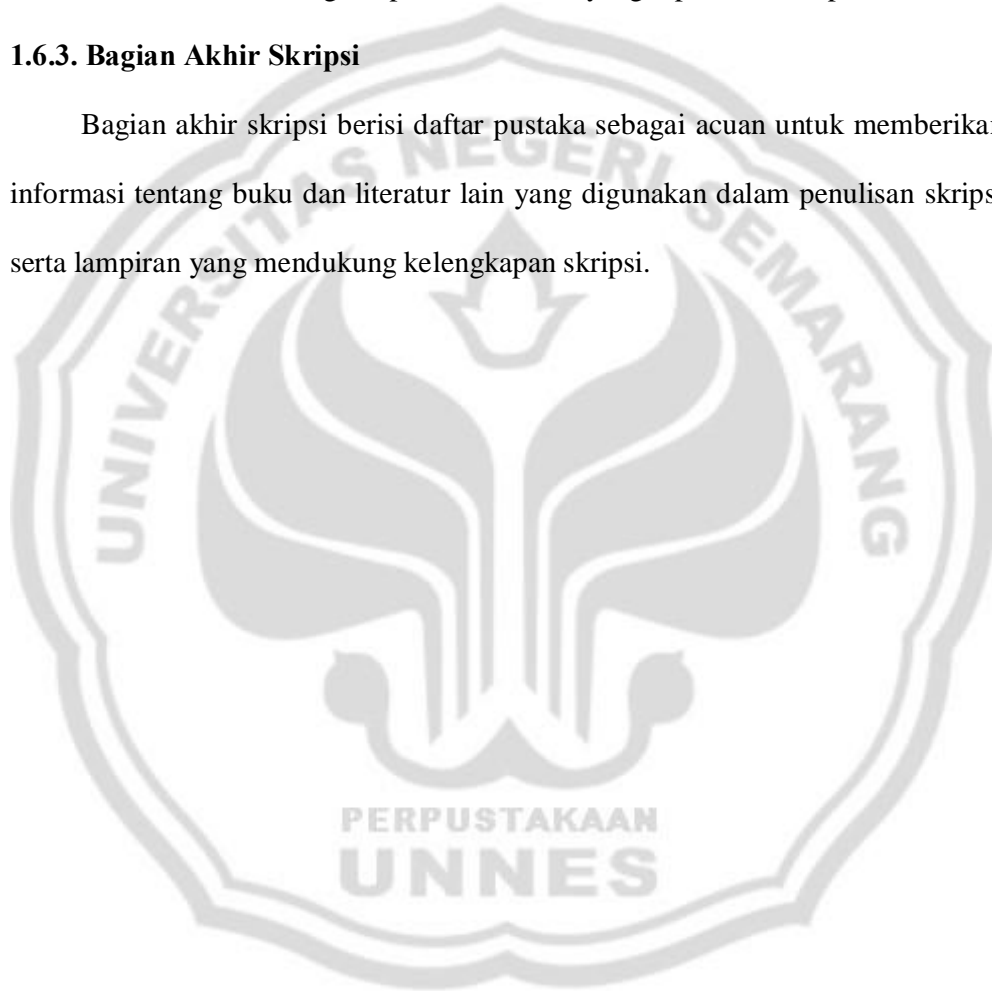 1.6.3. Bagian Akhir Skripsi
Bagian akhir skripsi berisi daftar pustaka sebagai acuan untuk memberikan
informasi tentang buku dan literatur lain yang digunakan dalam penulisan skripsi
serta lampiran yang mendukung kelengkapan skripsi.
UNIVERSITAS NEGERI SEMARANG
PERPUSTAKAAN
UNNES